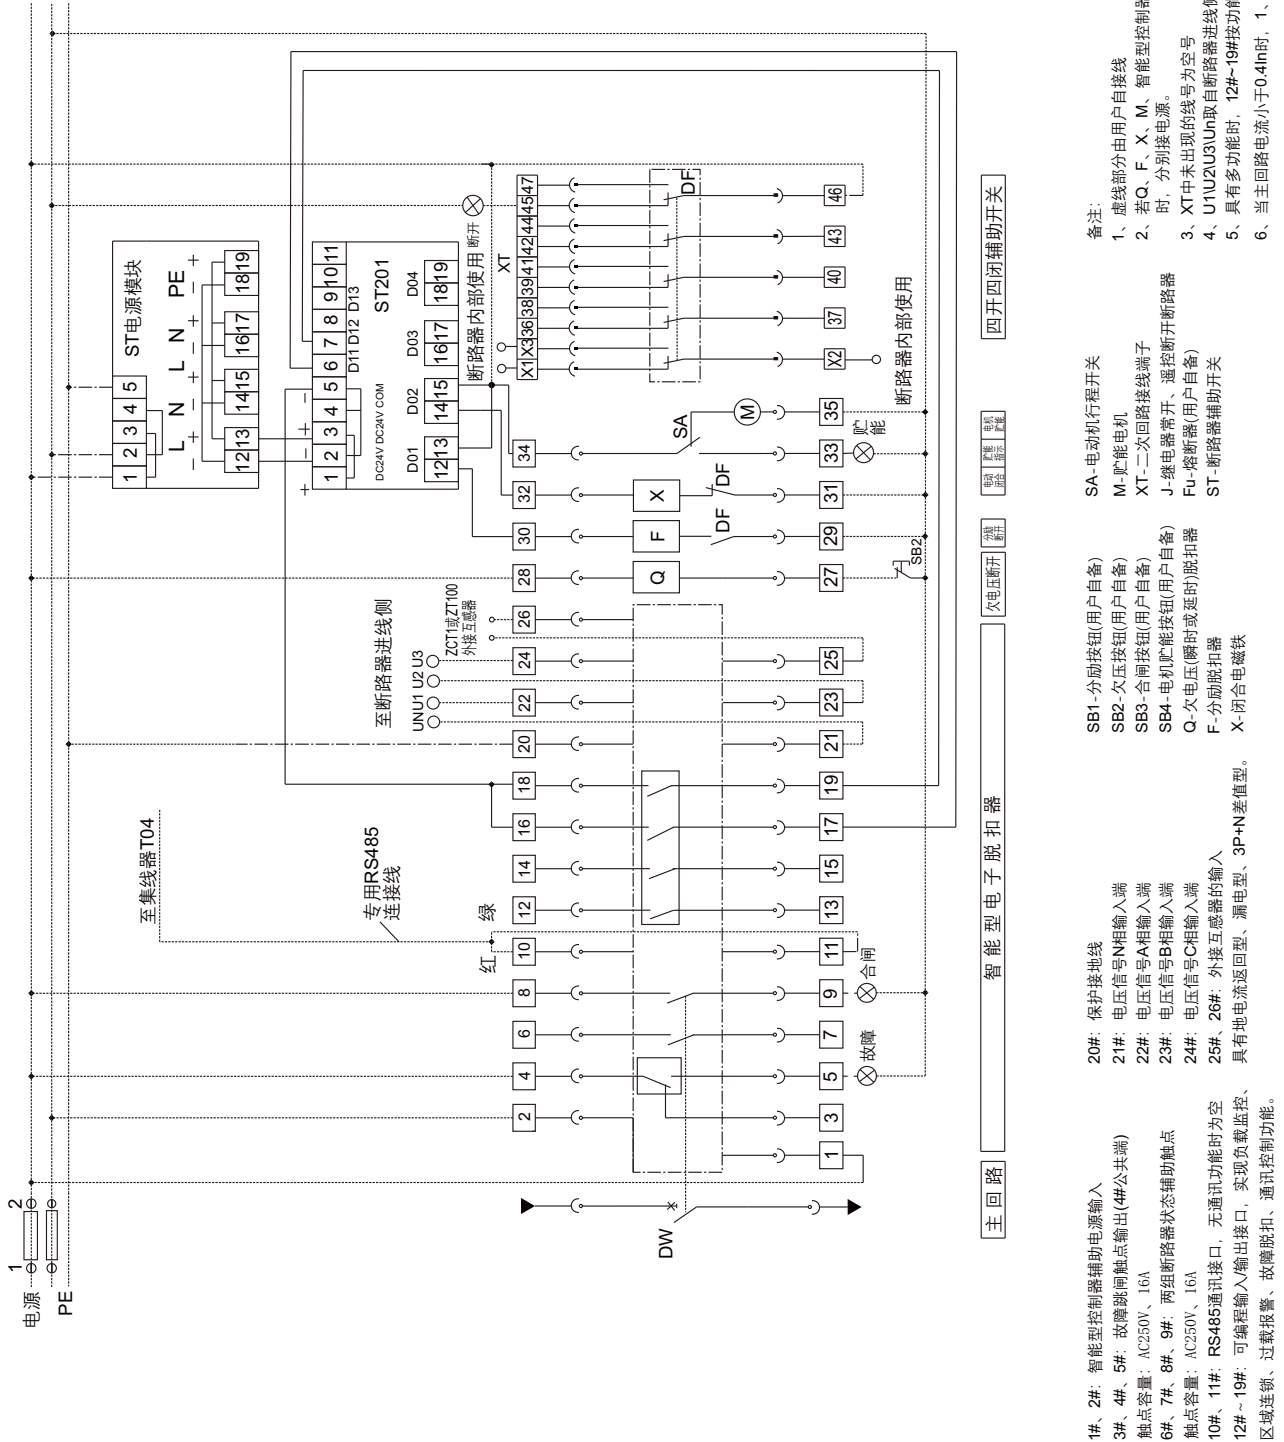 电源
PE
1
2
至集线器T04
专用RS485
连接线
红
绿
至断路器进线侧
UN U1 U2 U3
ZCT1或ZT100
外接互感器
ST电源模块
1 2 3 4 5
L N L N PE
－ ＋ － ＋ － ＋ － ＋
12 13 14 15 16 17 18 19
1 2 3 4 5 6 7 8 9 10 11
＋ － ＋ －
DC24V DC24V COM
D11 D12 D13
ST201
D01 D02 D03 D04
12 13 14 15 16 17 18 19
断路器内部使用
断开
XT
2 4 6 8 10 12 14 16 18 20 22 24 26 28 30 32 34 X1 X3 36 38 39 41 42 44 45 47
DW
Q
F
X
DF
DF
SA
M
DF
1 3 5 7 9 11 13 15 17 19 21 23 25 27 29 31 33 35 X2 37 40 43 46
故障
合闸
SB2
贮能
断路器内部使用
主回路
智能型电子脱扣器
欠电压断开
分励
断开
电动
闭合
贮能
指示
电机
贮能
四开四闭辅助开关
1#、2#：智能型控制器辅助电源输入
3#、4#、5#：故障跳闸触点输出(4#公共端)
触点容量：AC250V、16A
6#、7#、8#、9#：两组断路器状态辅助触点
触点容量：AC250V、16A
10#、11#：RS485通讯接口，无通讯功能时为空
12#～19#：可编程输入/输出接口，实现负载监控、
区域连锁、过载报警、故障脱扣、通讯控制功能。
20#：保护接地线
21#：电压信号N相输入端
22#：电压信号A相输入端
23#：电压信号B相输入端
24#：电压信号C相输入端
25#、26#：外接互感器的输入
具有地电流返回型、漏电型、3P+N差值型。
SB1-分励按钮(用户自备)
SB2-欠压按钮(用户自备)
SB3-合闸按钮(用户自备)
SB4-电机贮能按钮(用户自备)
Q-欠电压(瞬时或延时)脱扣器
F-分励脱扣器
X-闭合电磁铁
SA-电动机行程开关
M-贮能电机
XT-二次回路接线端子
J-继电器常开、遥控断开断路器
Fu-熔断器(用户自备)
ST-断路器辅助开关
备注：
1、虚线部分由用户自接线
2、若Q、F、X、M、智能型控制器
时，分别接电源。
3、XT中未出现的线号为空号
4、U1\U2\U3\Un取自断路器进线侧
5、具有多功能时，12#~19#按功能
6、当主回路电流小于0.4In时，1、